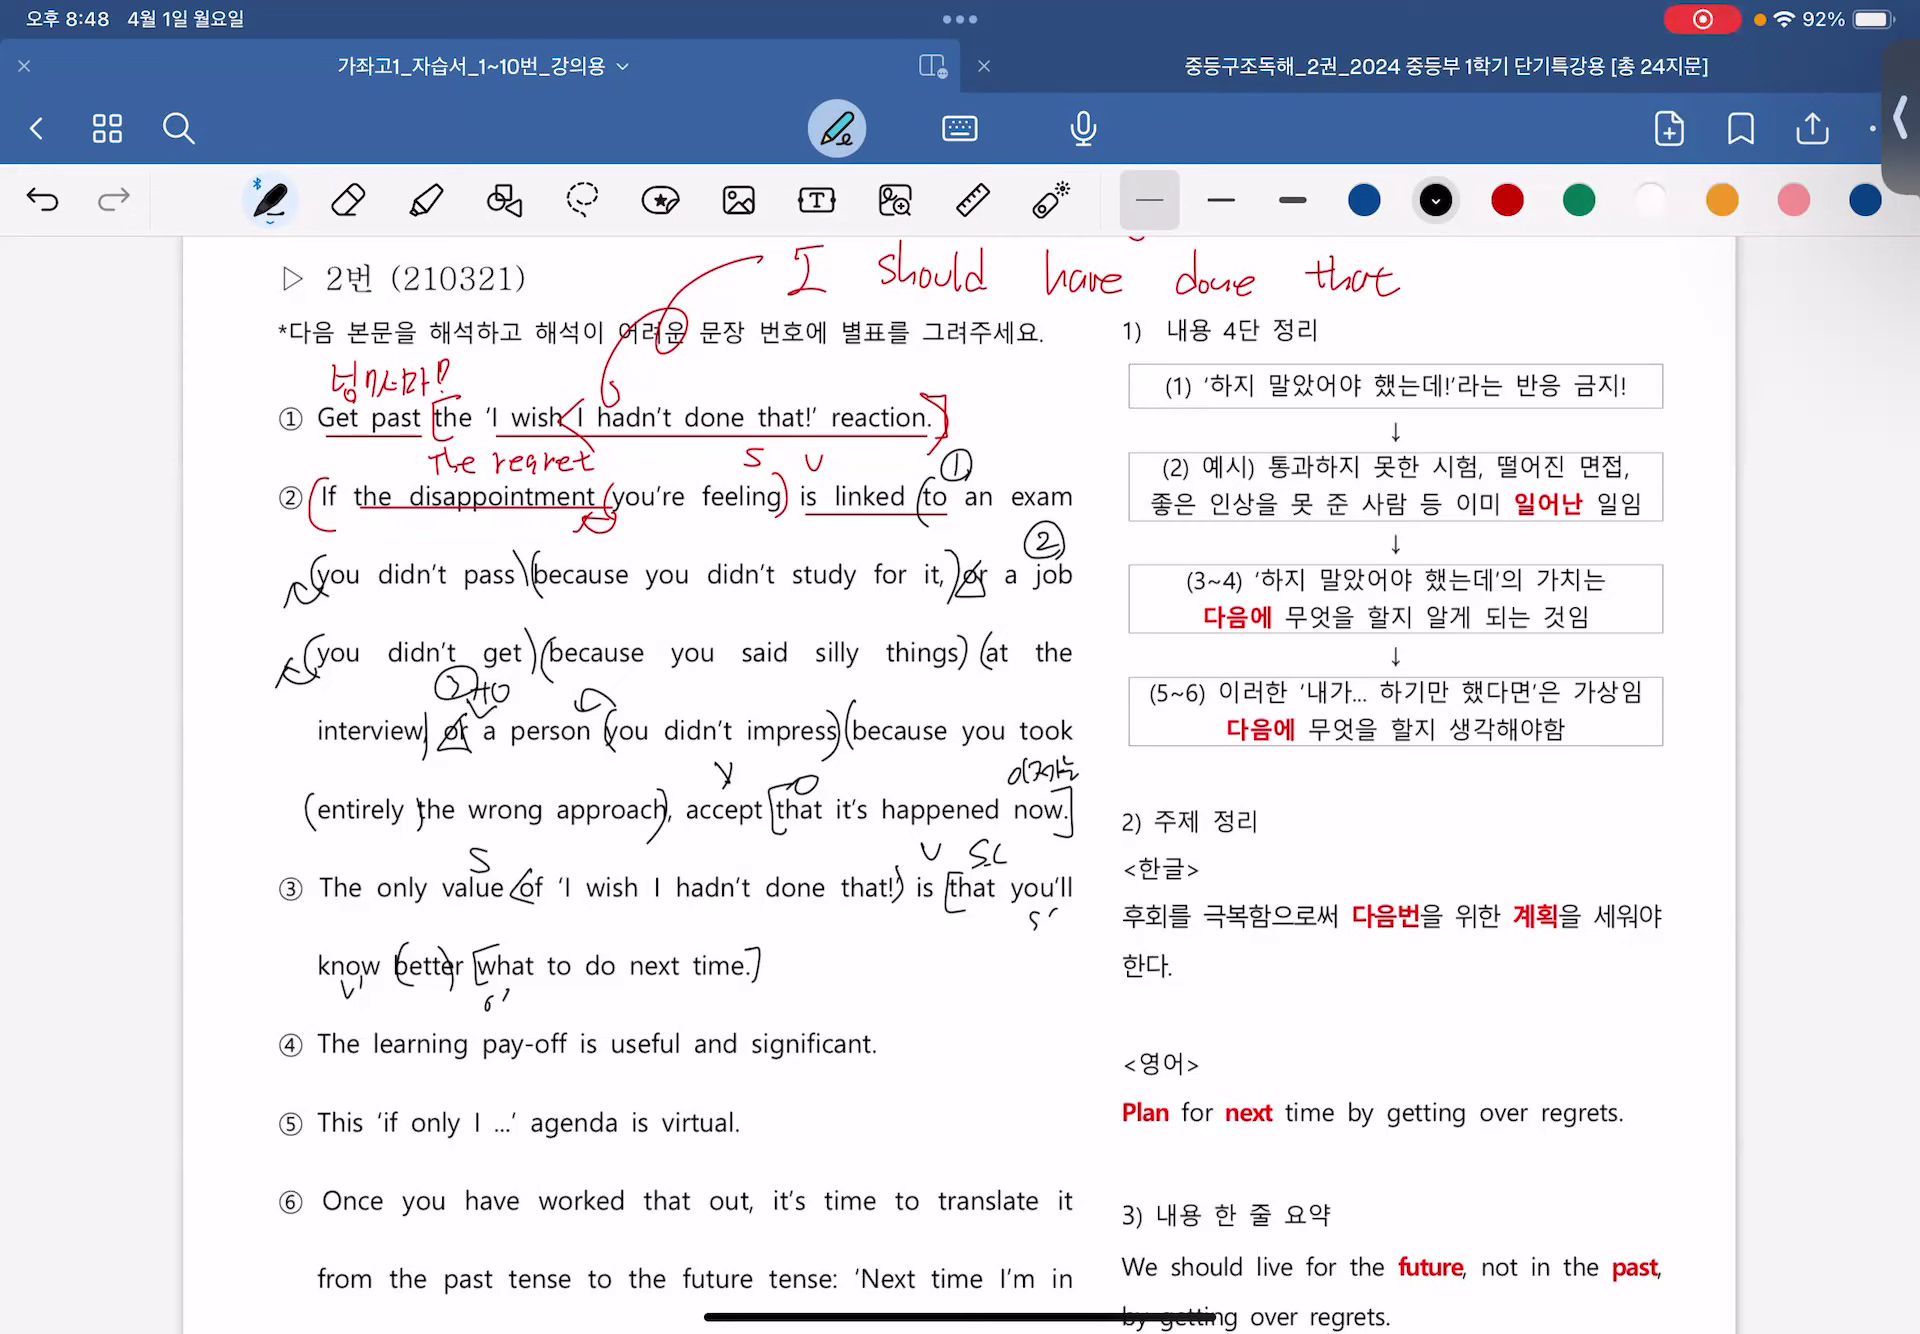 오후 8:48 4월 1일 월요일
92%
가좌고1_자습서_1~10번_강의용
중등구조독해_2권_2024 중등부 1학기 단기특강용 [총 24지문]
I should have done that
▷ 2번 (210321)
*다음 본문을 해석하고 해석이 어려운 문장 번호에 별표를 그려주세요.
① Get past the ‘I wish I hadn’t done that!’ reaction.
The regret S V ①
② If the disappointment you’re feeling is linked to an exam
②
you didn’t pass because you didn’t study for it, or a job
you didn’t get because you said silly things at the
interview, or a person you didn’t impress because you took
entirely the wrong approach, accept that it’s happened now.
S V S.C
③ The only value of ‘I wish I hadn’t done that!’ is that you’ll
S′
know better what to do next time.
V′ O′
④ The learning pay-off is useful and significant.
⑤ This ‘if only I ...’ agenda is virtual.
⑥ Once you have worked that out, it’s time to translate it
from the past tense to the future tense: ‘Next time I’m in
1) 내용 4단 정리
(1) ‘하지 말았어야 했는데!’라는 반응 금지!
↓
(2) 예시) 통과하지 못한 시험, 떨어진 면접,
좋은 인상을 못 준 사람 등 이미 일어난 일임
↓
(3~4) ‘하지 말았어야 했는데’의 가치는
다음에 무엇을 할지 알게 되는 것임
↓
(5~6) 이러한 ‘내가... 하기만 했다면’은 가상임
다음에 무엇을 할지 생각해야함
2) 주제 정리
<한글>
후회를 극복함으로써 다음번을 위한 계획을 세워야
한다.
<영어>
Plan for next time by getting over regrets.
3) 내용 한 줄 요약
We should live for the future, not in the past,
by getting over regrets.